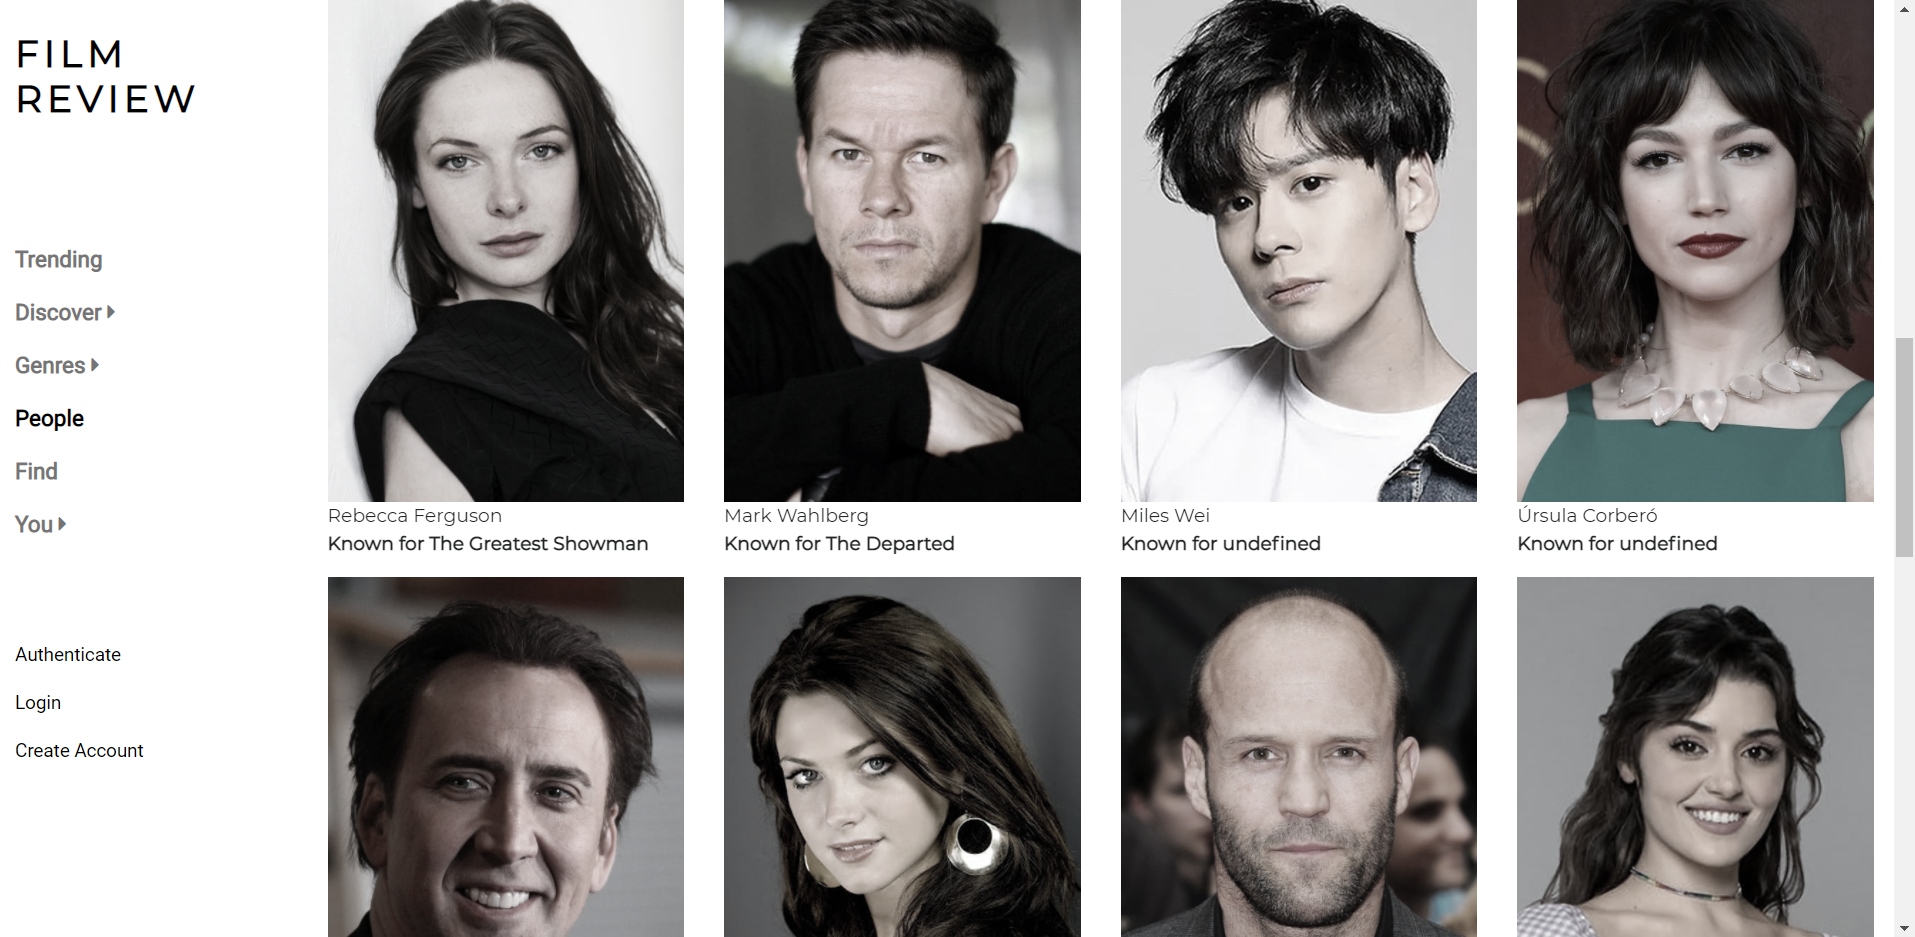 FILM
REVIEW
Trending
Discover
Genres
People
Find
You
Authenticate
Login
Create Account
Rebecca Ferguson
Known for The Greatest Showman
Mark Wahlberg
Known for The Departed
Miles Wei
Known for undefined
Úrsula Corberó
Known for undefined